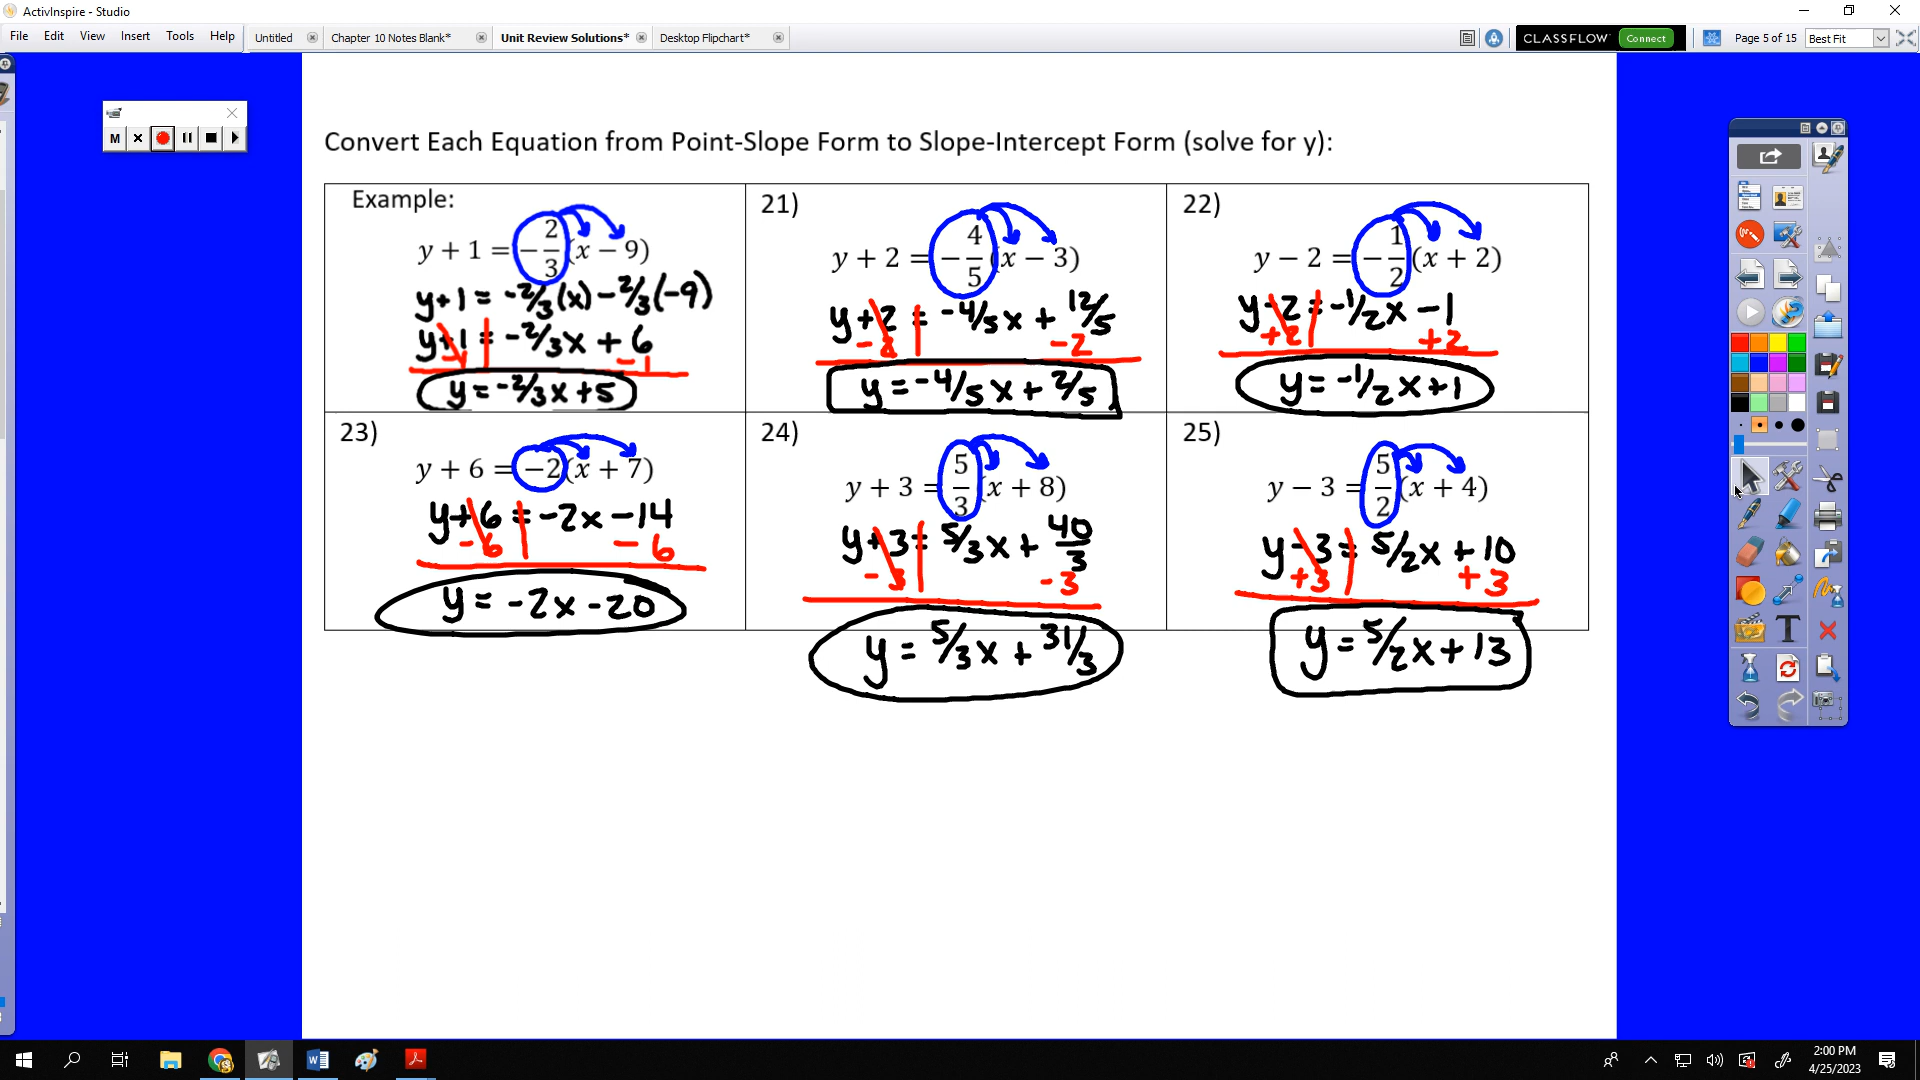 ActivInspire - Studio
File Edit View Insert Tools Help
Untitled
Chapter 10 Notes Blank*
Unit Review Solutions*
Desktop Flipchart*
CLASSFLOW Connect
Page 5 of 15
Best Fit
M
Convert Each Equation from Point-Slope Form to Slope-Intercept Form (solve for y):
Example:
y + 1 = −2/3(x − 9)
y+1 = -2/3(x) -2/3(-9)
y+1 = -2/3x + 6
-1 -1
y = -2/3x + 5
21)
y + 2 = −4/5(x − 3)
y+2 = -4/5x + 12/5
-2 -2
y = -4/5x + 2/5
22)
y − 2 = −1/2(x + 2)
y-2 = -1/2x -1
+2 +2
y = -1/2x+1
23)
y + 6 = −2(x + 7)
y+6 = -2x -14
-6 -6
y = -2x -20
24)
y + 3 = 5/3(x + 8)
y+3 = 5/3x + 40/3
-3 -3
y = 5/3x + 31/3
25)
y − 3 = 5/2(x + 4)
y-3 = 5/2x + 10
+3 +3
y = 5/2x+13
T
2:00 PM
4/25/2023